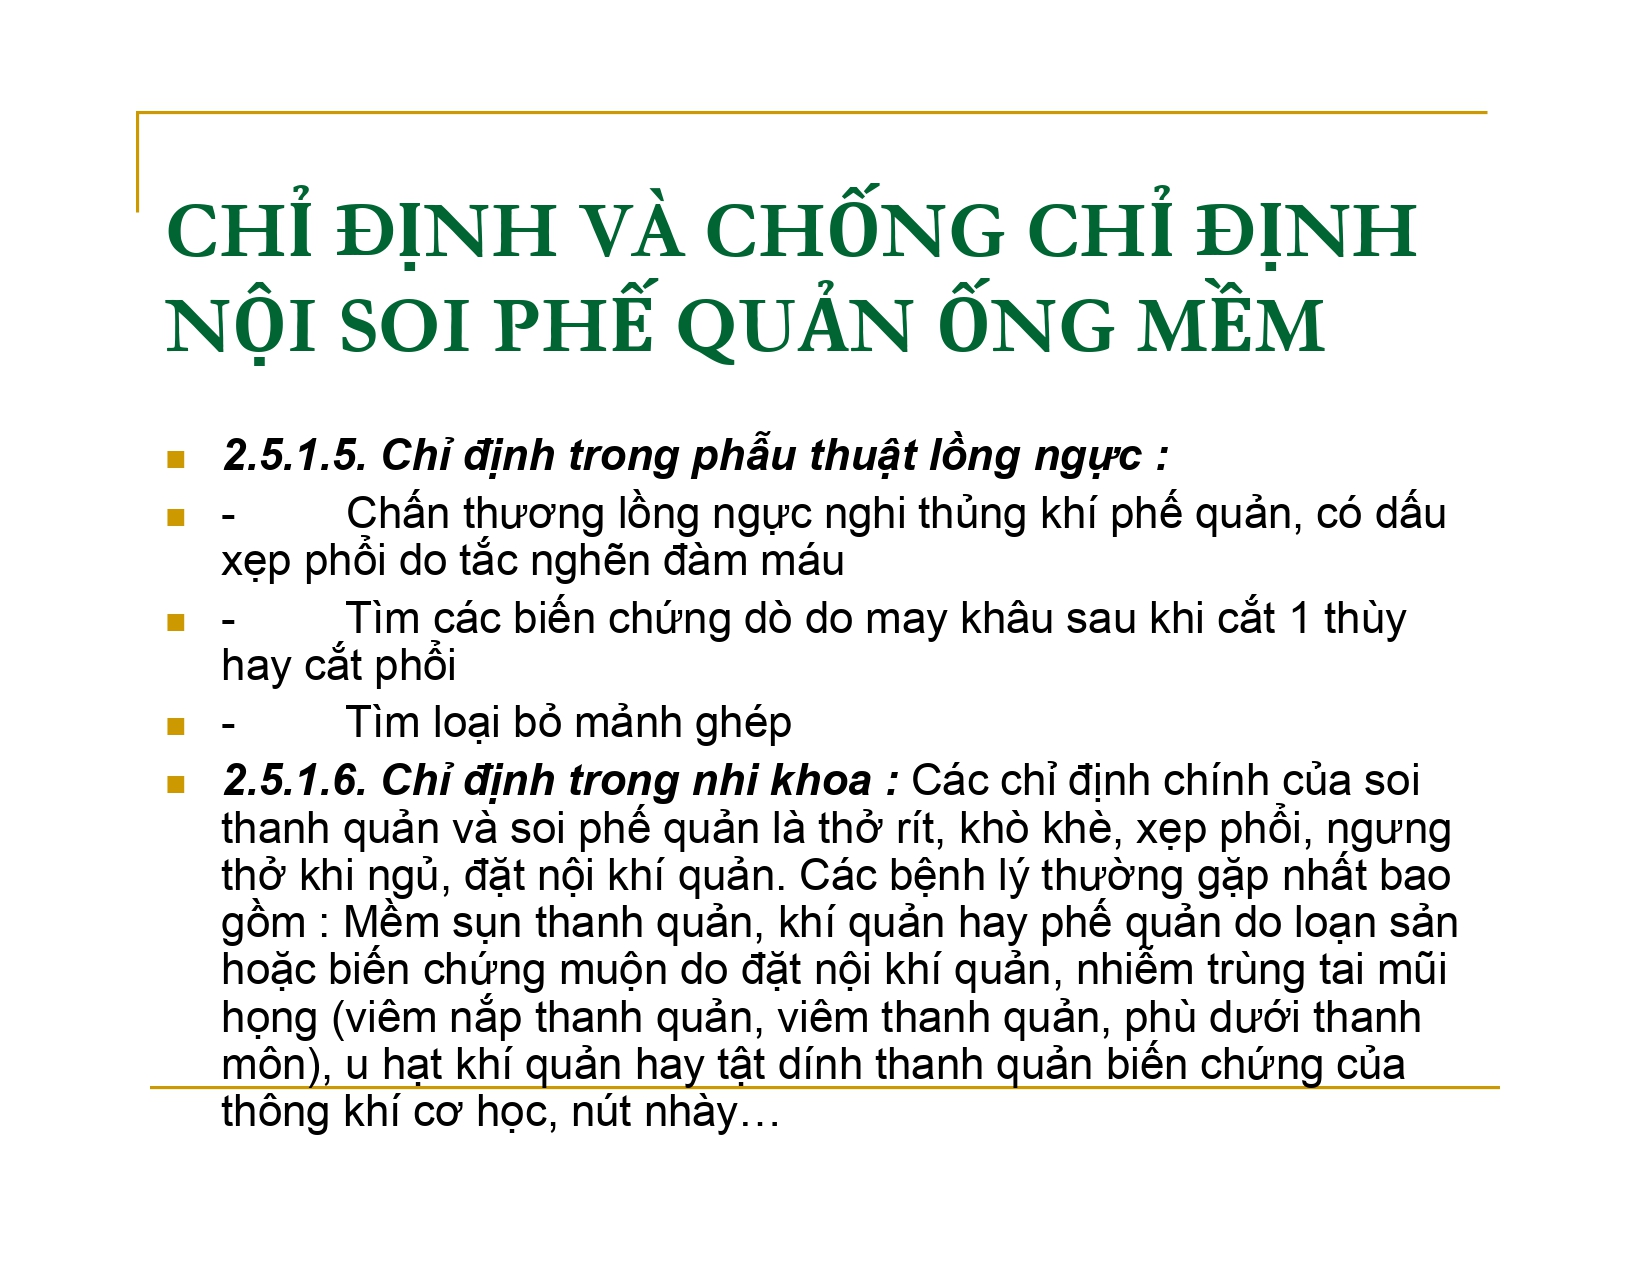 CHỈ ĐỊNH VÀ CHỐNG CHỈ ĐỊNH
NỘI SOI PHẾ QUẢN ỐNG MỀM
2.5.1.5. Chỉ định trong phẫu thuật lồng ngực :
- Chấn thương lồng ngực nghi thủng khí phế quản, có dấu
xẹp phổi do tắc nghẽn đàm máu
- Tìm các biến chứng dò do may khâu sau khi cắt 1 thùy
hay cắt phổi
- Tìm loại bỏ mảnh ghép
2.5.1.6. Chỉ định trong nhi khoa : Các chỉ định chính của soi
thanh quản và soi phế quản là thở rít, khò khè, xẹp phổi, ngưng
thở khi ngủ, đặt nội khí quản. Các bệnh lý thường gặp nhất bao
gồm : Mềm sụn thanh quản, khí quản hay phế quản do loạn sản
hoặc biến chứng muộn do đặt nội khí quản, nhiễm trùng tai mũi
họng (viêm nắp thanh quản, viêm thanh quản, phù dưới thanh
môn), u hạt khí quản hay tật dính thanh quản biến chứng của
thông khí cơ học, nút nhày…